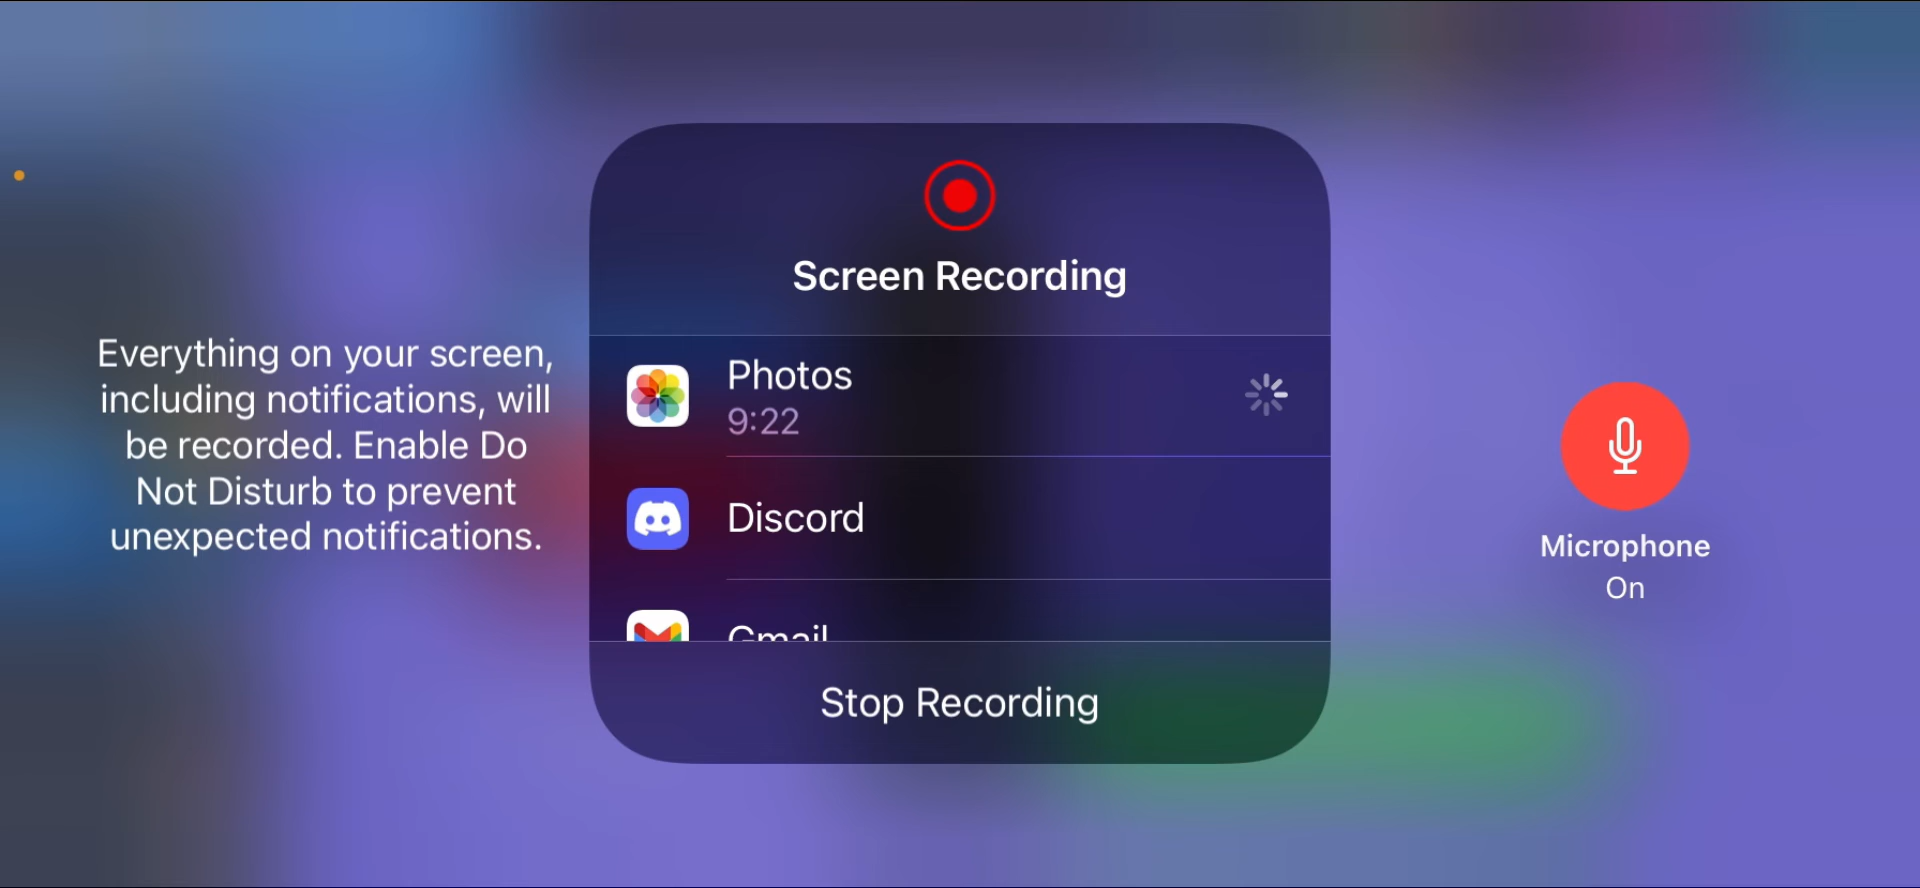 Everything on your screen,
including notifications, will
be recorded. Enable Do
Not Disturb to prevent
unexpected notifications.
Screen Recording
Photos
9:22
Discord
Gmail
Stop Recording
Microphone
On